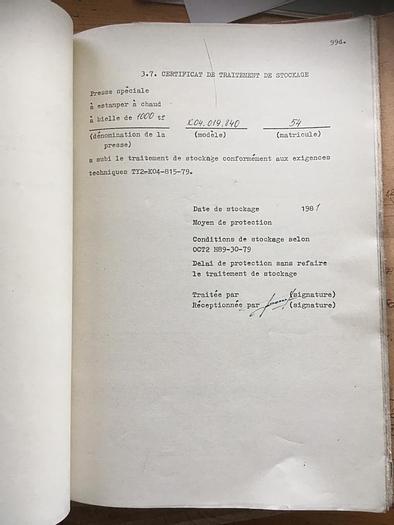 99d.
3.7. CERTIFICAT DE TRAITEMENT DE STOCKAGE
Presse spéciale
à estamper à chaud
à bielle de 1000 tf K04.019.840 54
(dénomination de la presse) (modèle) (matricule)
a subi le traitement de stockage conformément aux exigences
techniques TY2-K04-815-79.
Date de stockage 1981
Moyen de protection
Conditions de stockage selon
OCT2 H89-30-79
Delai de protection sans refaire
le traitement de stockage
Traitée par (signature)
Réceptionnée par (signature)